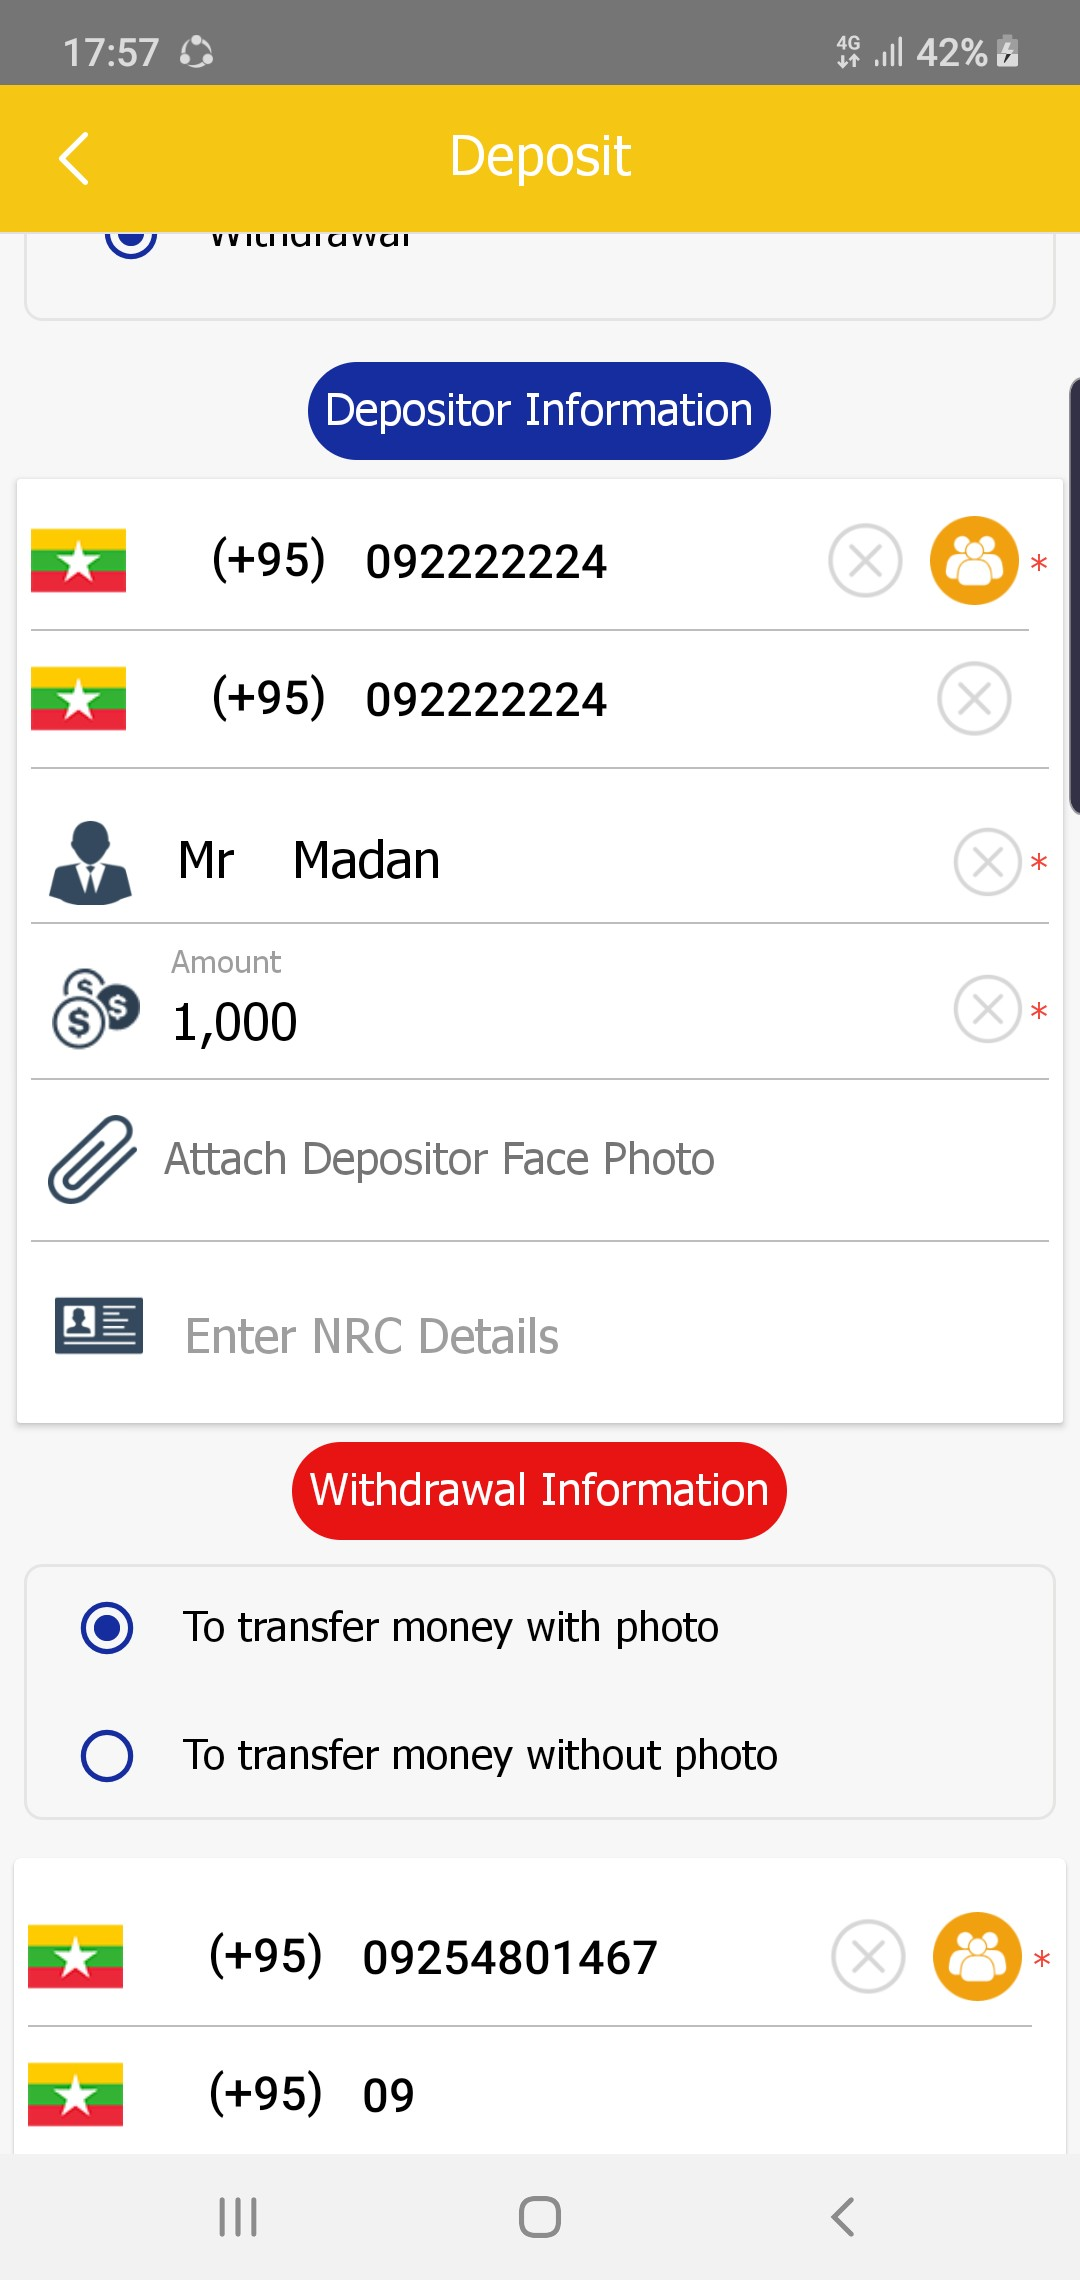 17:57 4G 42%
Deposit
Withdrawal
Depositor Information
(+95) 092222224 *
(+95) 092222224
Mr Madan *
Amount
1,000 *
Attach Depositor Face Photo
Enter NRC Details
Withdrawal Information
To transfer money with photo
To transfer money without photo
(+95) 09254801467 *
(+95) 09